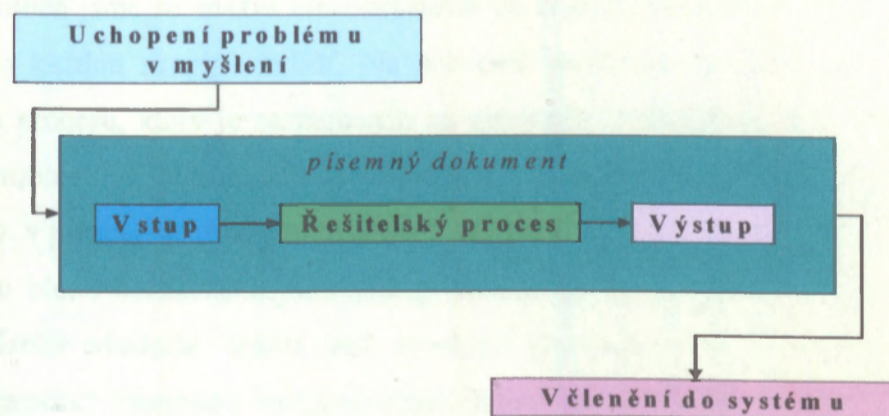 Uchopení problému
v myšlení
písemný dokument
Vstup
Řešitelský proces
Výstup
Včlenění do systému